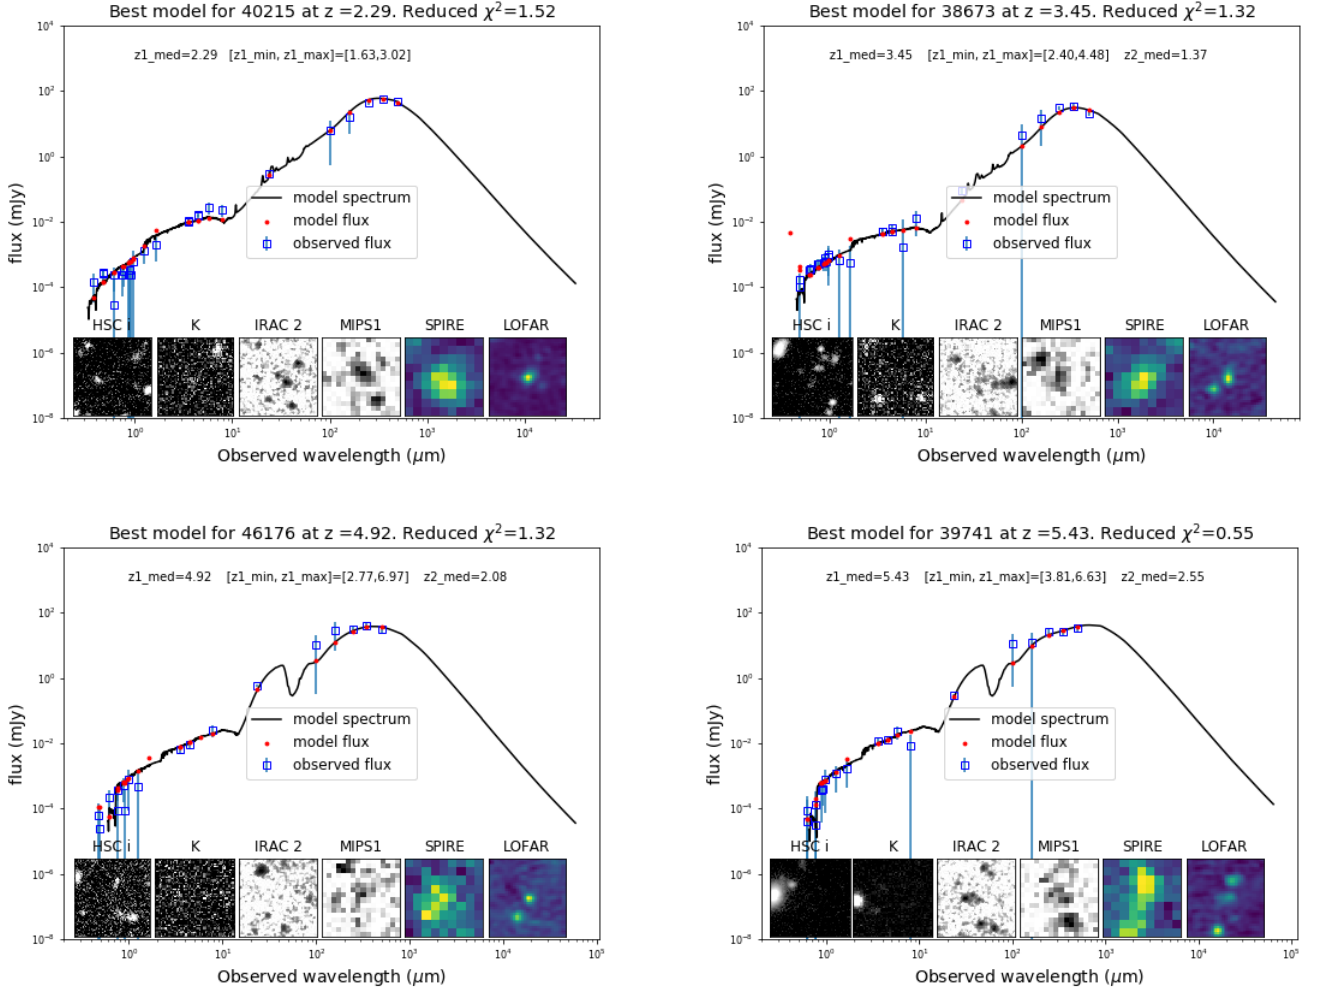 Best model for 40215 at z =2.29. Reduced χ²=1.52
z1_med=2.29 [z1_min, z1_max]=[1.63,3.02]
flux (mJy)
10⁴
10²
10⁰
10⁻²
10⁻⁴
10⁻⁶
10⁻⁸
model spectrum
model flux
observed flux
HSC i K IRAC 2 MIPS1 SPIRE LOFAR
10⁰ 10¹ 10² 10³ 10⁴
Observed wavelength (μm)
Best model for 38673 at z =3.45. Reduced χ²=1.32
z1_med=3.45 [z1_min, z1_max]=[2.40,4.48] z2_med=1.37
flux (mJy)
10⁴
10²
10⁰
10⁻²
10⁻⁴
10⁻⁶
10⁻⁸
model spectrum
model flux
observed flux
HSC i K IRAC 2 MIPS1 SPIRE LOFAR
10⁰ 10¹ 10² 10³ 10⁴
Observed wavelength (μm)
Best model for 46176 at z =4.92. Reduced χ²=1.32
z1_med=4.92 [z1_min, z1_max]=[2.77,6.97] z2_med=2.08
flux (mJy)
10⁴
10²
10⁰
10⁻²
10⁻⁴
10⁻⁶
10⁻⁸
model spectrum
model flux
observed flux
HSC i K IRAC 2 MIPS1 SPIRE LOFAR
10⁰ 10¹ 10² 10³ 10⁴ 10⁵
Observed wavelength (μm)
Best model for 39741 at z =5.43. Reduced χ²=0.55
z1_med=5.43 [z1_min, z1_max]=[3.81,6.63] z2_med=2.55
flux (mJy)
10⁴
10²
10⁰
10⁻²
10⁻⁴
10⁻⁶
10⁻⁸
model spectrum
model flux
observed flux
HSC i K IRAC 2 MIPS1 SPIRE LOFAR
10⁰ 10¹ 10² 10³ 10⁴ 10⁵
Observed wavelength (μm)